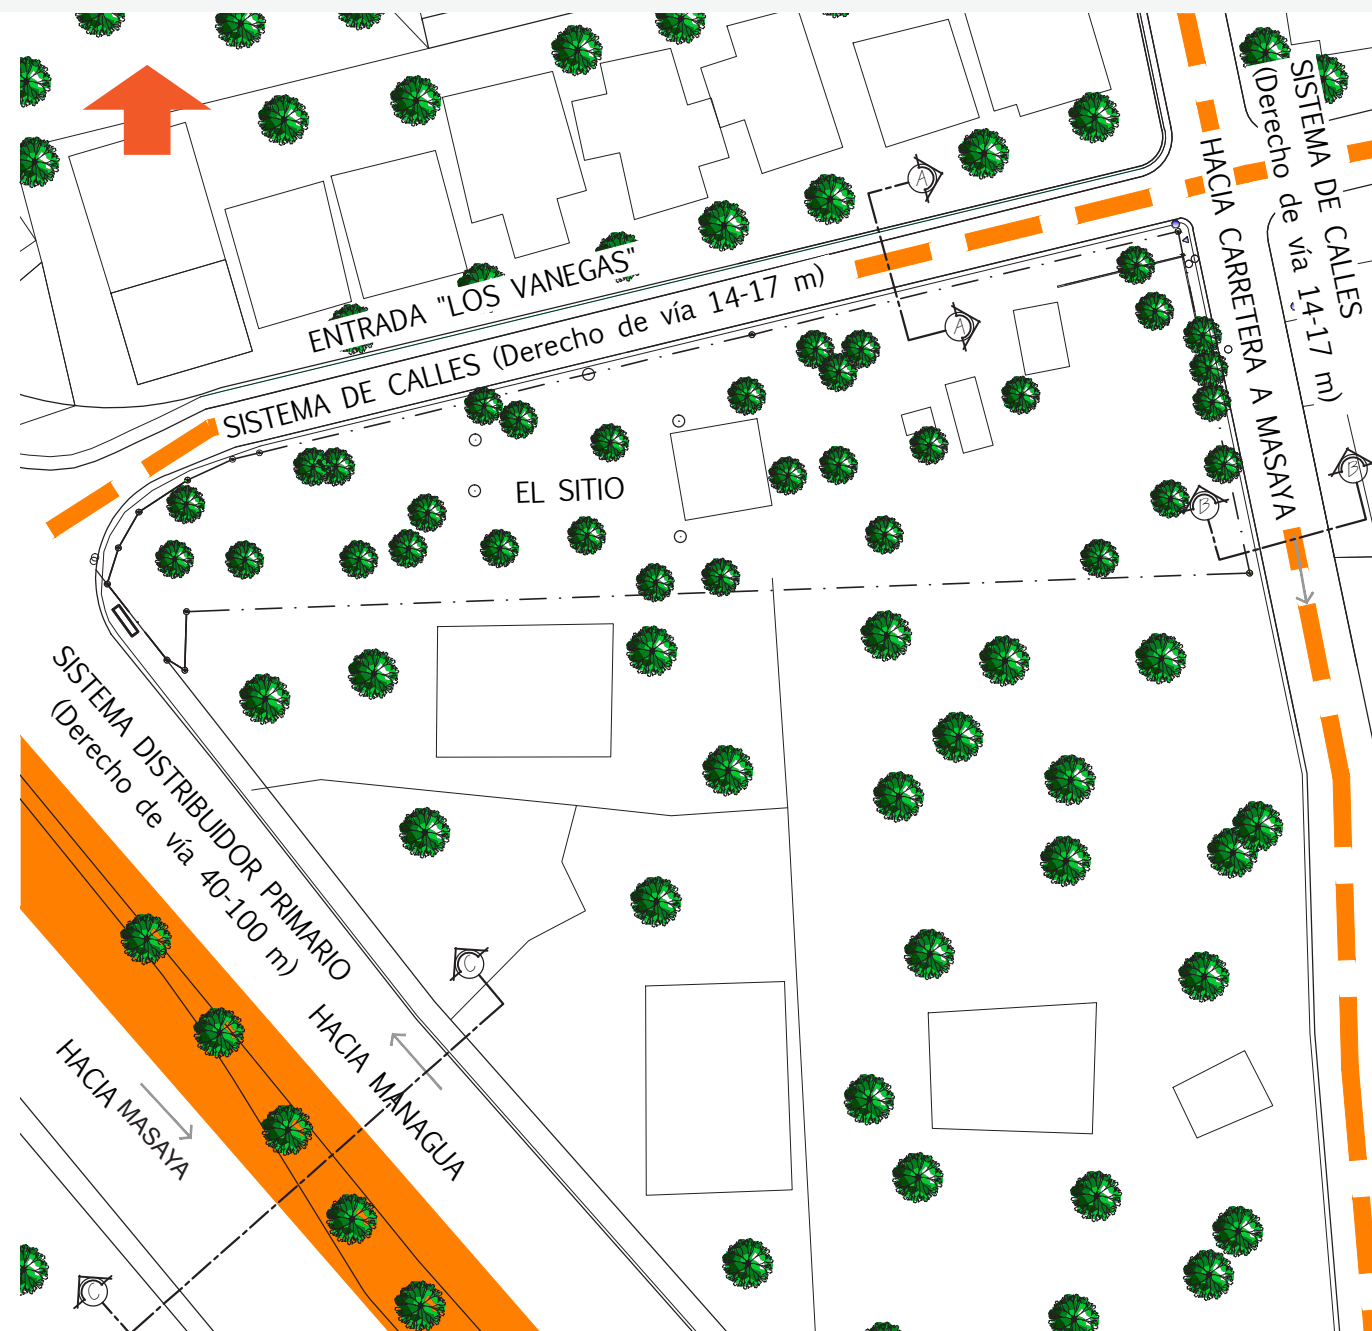 SISTEMA DE CALLES
(Derecho de vía 14-17 m)
HACIA CARRETERA A MASAYA
A
ENTRADA "LOS VANEGAS"
SISTEMA DE CALLES (Derecho de vía 14-17 m)
A
B
EL SITIO
B
SISTEMA DISTRIBUIDOR PRIMARIO
(Derecho de vía 40-100 m)
C
HACIA MANAGUA
HACIA MASAYA
C